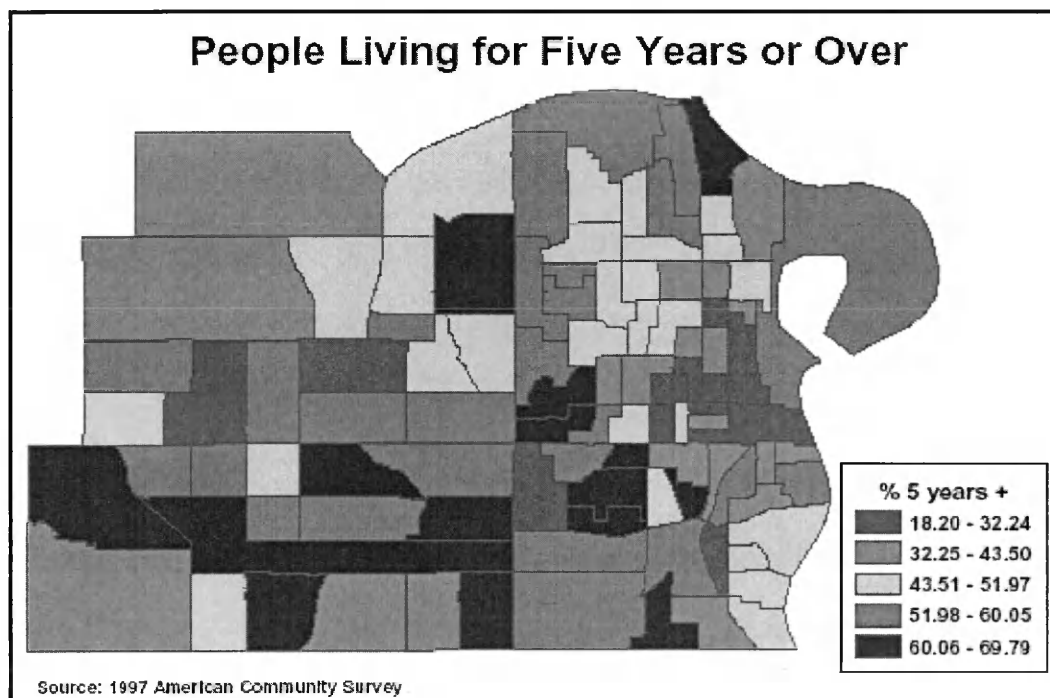 People Living for Five Years or Over
% 5 years +
18.20 - 32.24
32.25 - 43.50
43.51 - 51.97
51.98 - 60.05
60.06 - 69.79
Source: 1997 American Community Survey